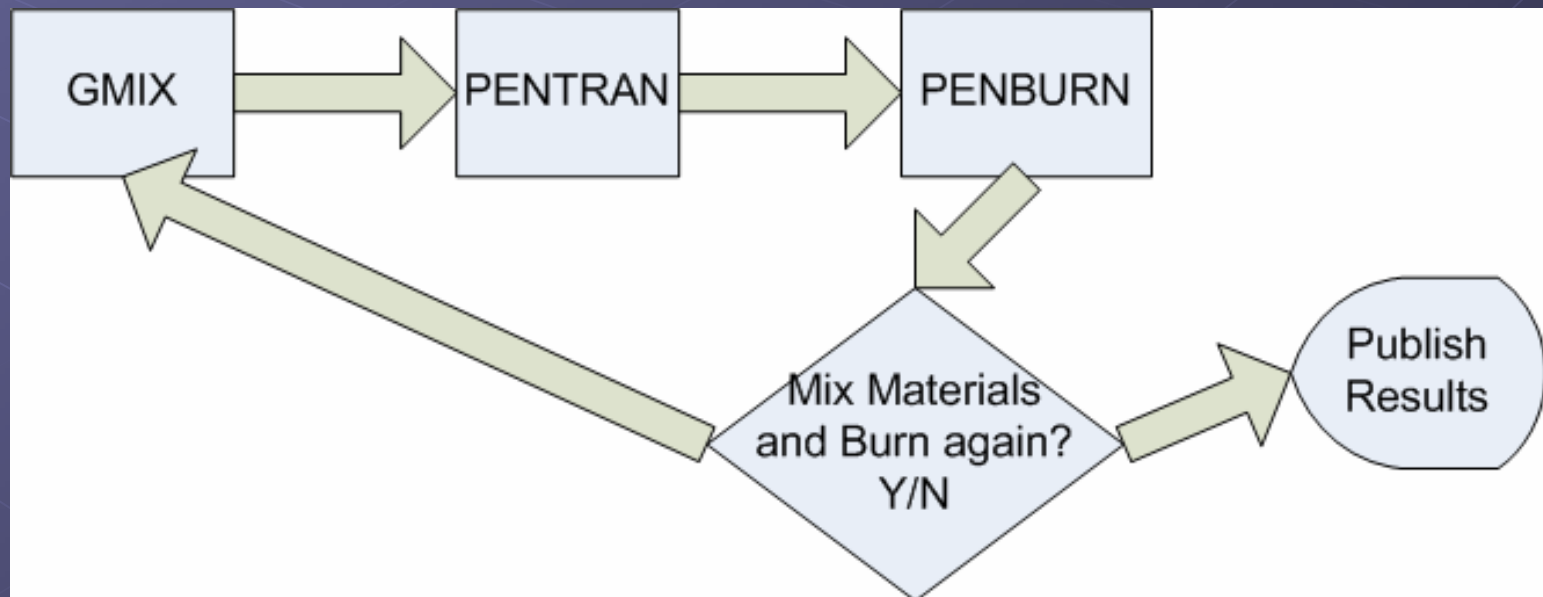 GMIX
PENTRAN
PENBURN
Mix Materials
and Burn again?
Y/N
Publish
Results